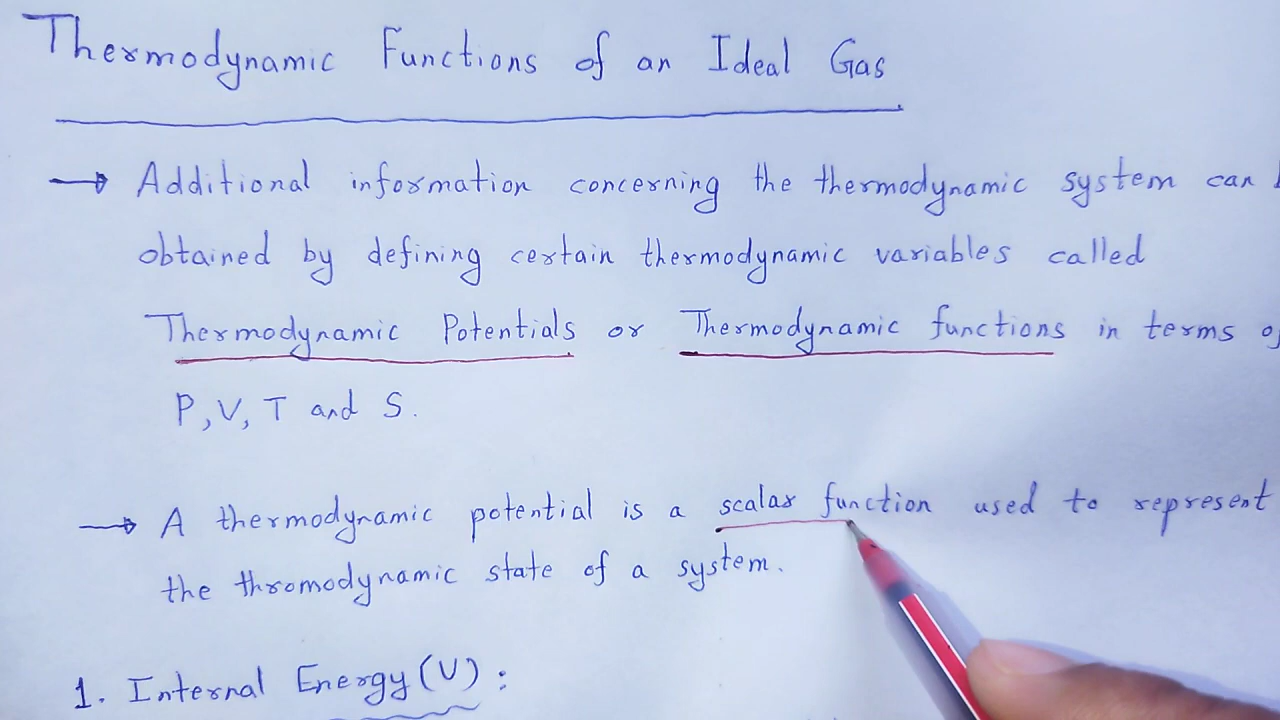 Thermodynamic Functions of an Ideal Gas
→ Additional information concerning the thermodynamic system can
obtained by defining certain thermodynamic variables called
Thermodynamic Potentials or Thermodynamic functions in terms
P, V, T and S.
→ A thermodynamic potential is a scalar function used to represent
the thromodynamic state of a system.
1. Internal Energy (U) :